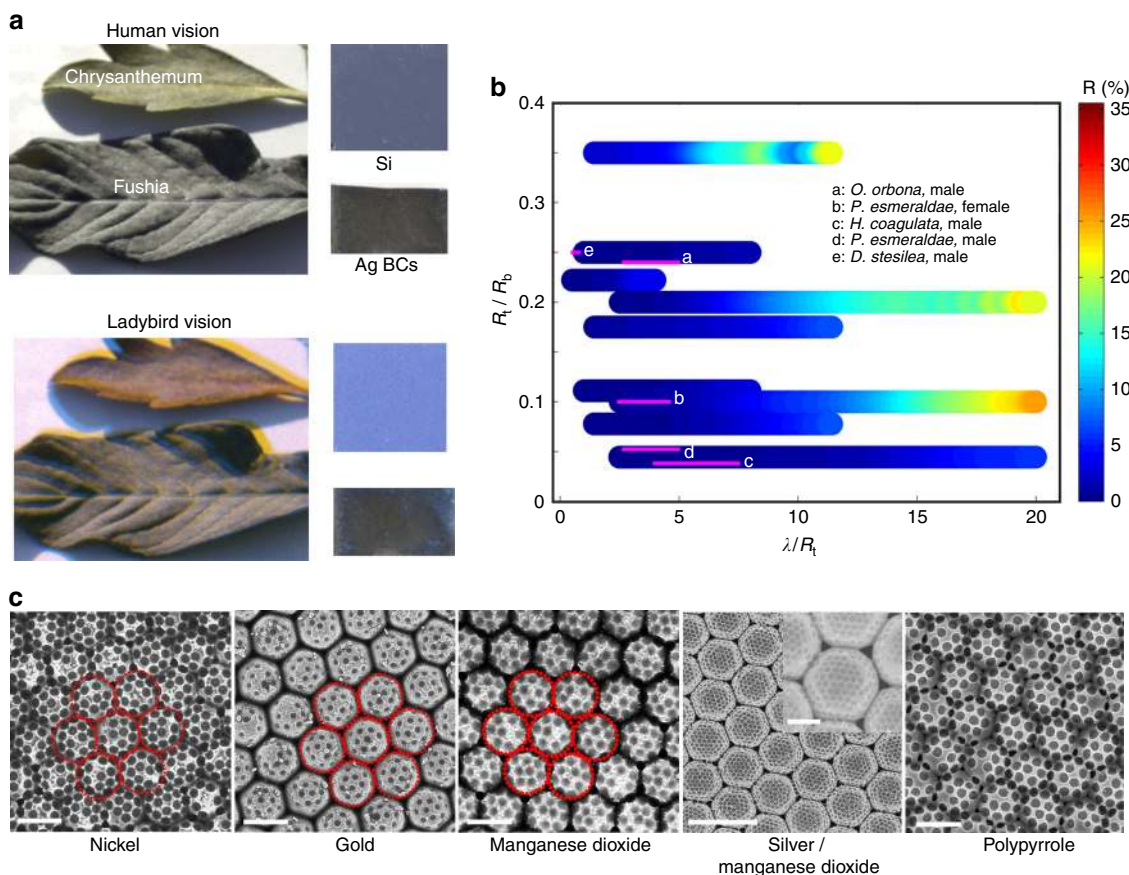 a
Human vision
Chrysanthemum
Fushia
Si
Ag BCs
Ladybird vision
b
R (%)
35
30
25
20
15
10
5
0
0.4
0.3
0.2
0.1
0
R_t / R_b
a: O. orbona, male
b: P. esmeraldae, female
c: H. coagulata, male
d: P. esmeraldae, male
e: D. stesilea, male
e
a
b
d
c
0 5 10 15 20
λ/R_t
c
Nickel
Gold
Manganese dioxide
Silver /
manganese dioxide
Polypyrrole